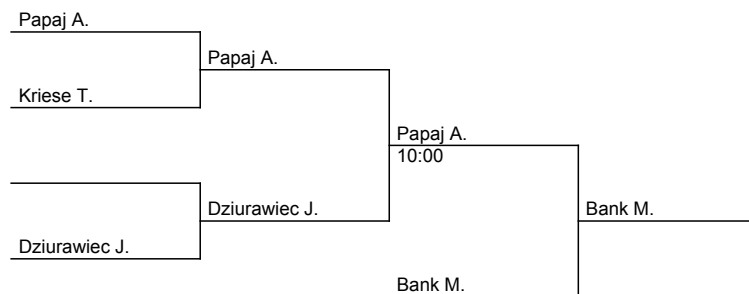 Papaj A.
Papaj A.
Kriese T.
Papaj A.
10:00
Dziurawiec J.
Bank M.
Dziurawiec J.
Bank M.